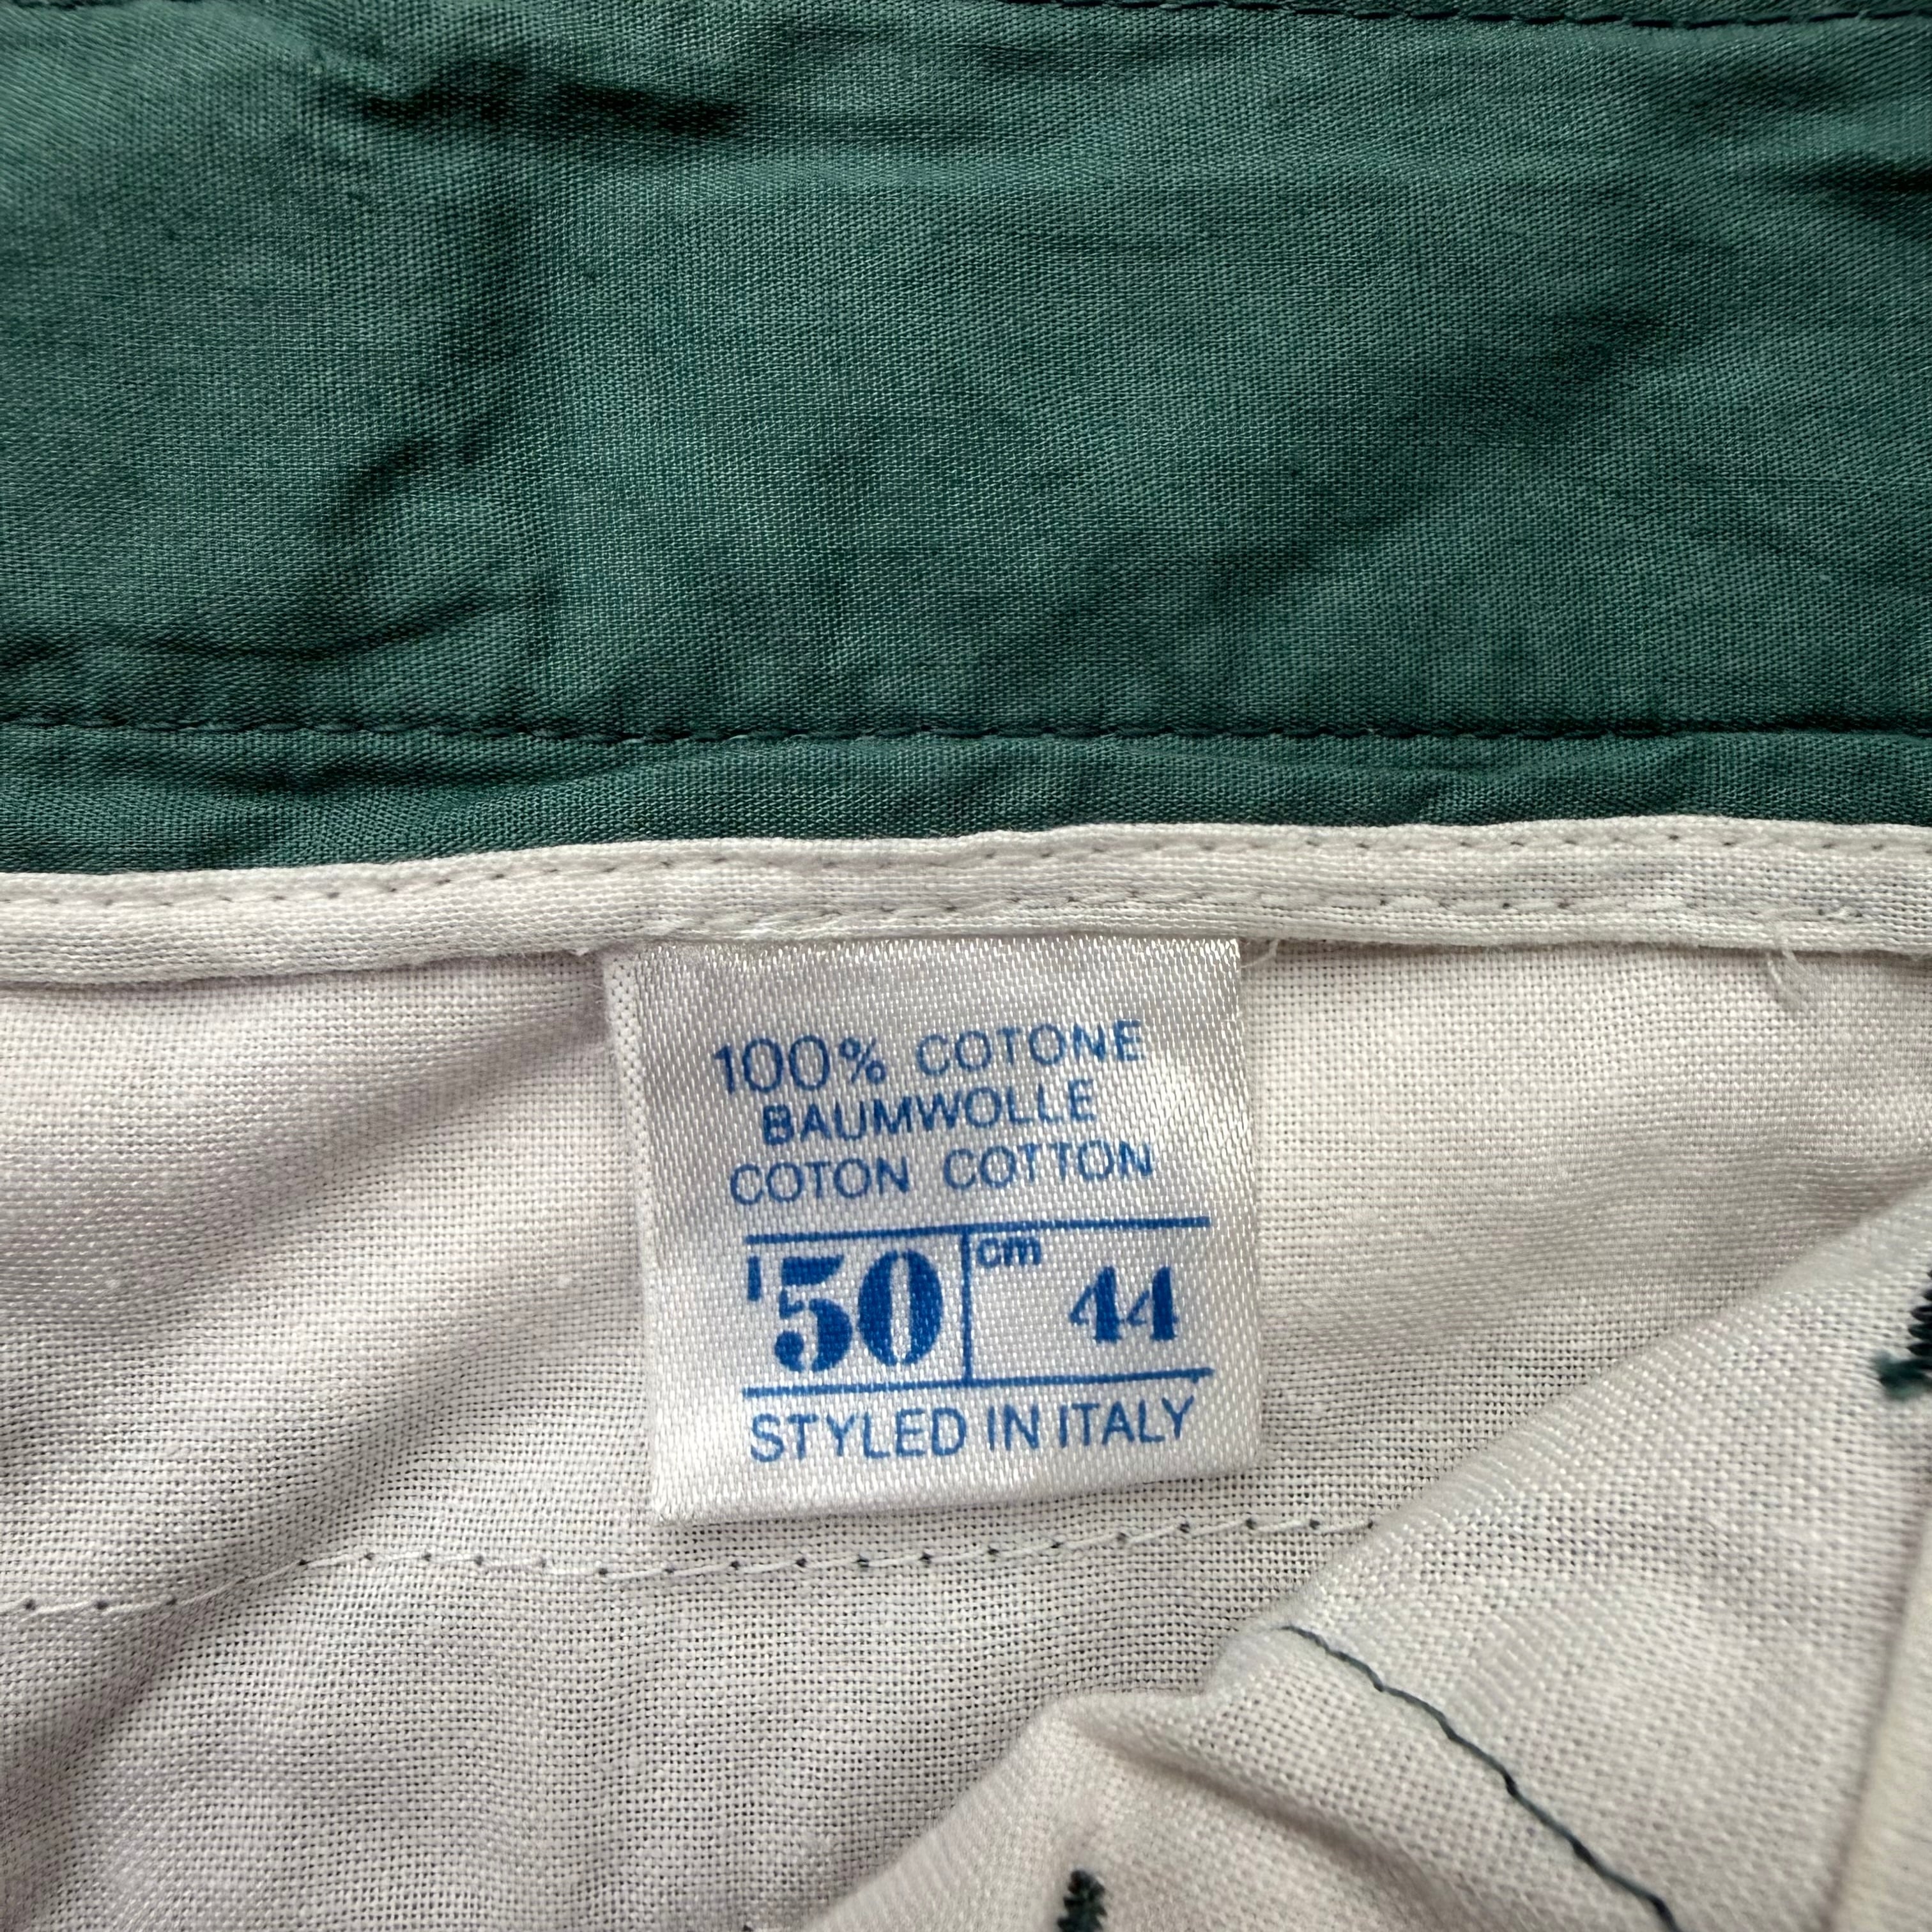 100% COTONE
BAUMWOLLE
COTON COTTON
50 cm 44
STYLED IN ITALY